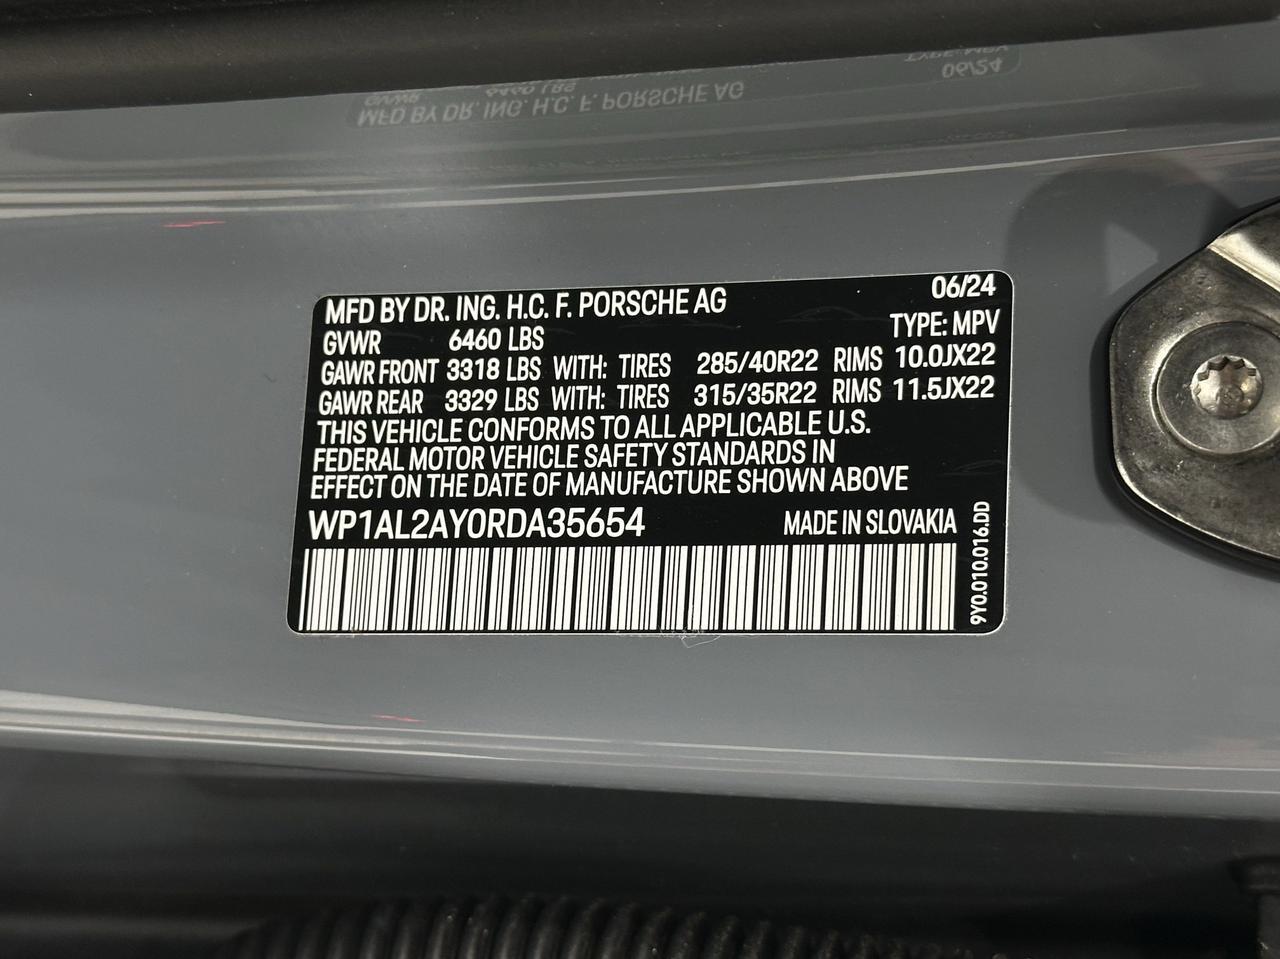 MFD BY DR. ING. H.C. F. PORSCHE AG 06/24
GVWR 6460 LBS TYPE: MPV
GAWR FRONT 3318 LBS WITH: TIRES 285/40R22 RIMS 10.0JX22
GAWR REAR 3329 LBS WITH: TIRES 315/35R22 RIMS 11.5JX22
THIS VEHICLE CONFORMS TO ALL APPLICABLE U.S.
FEDERAL MOTOR VEHICLE SAFETY STANDARDS IN
EFFECT ON THE DATE OF MANUFACTURE SHOWN ABOVE
WP1AL2AY0RDA35654 MADE IN SLOVAKIA
9Y0.010.016.DD